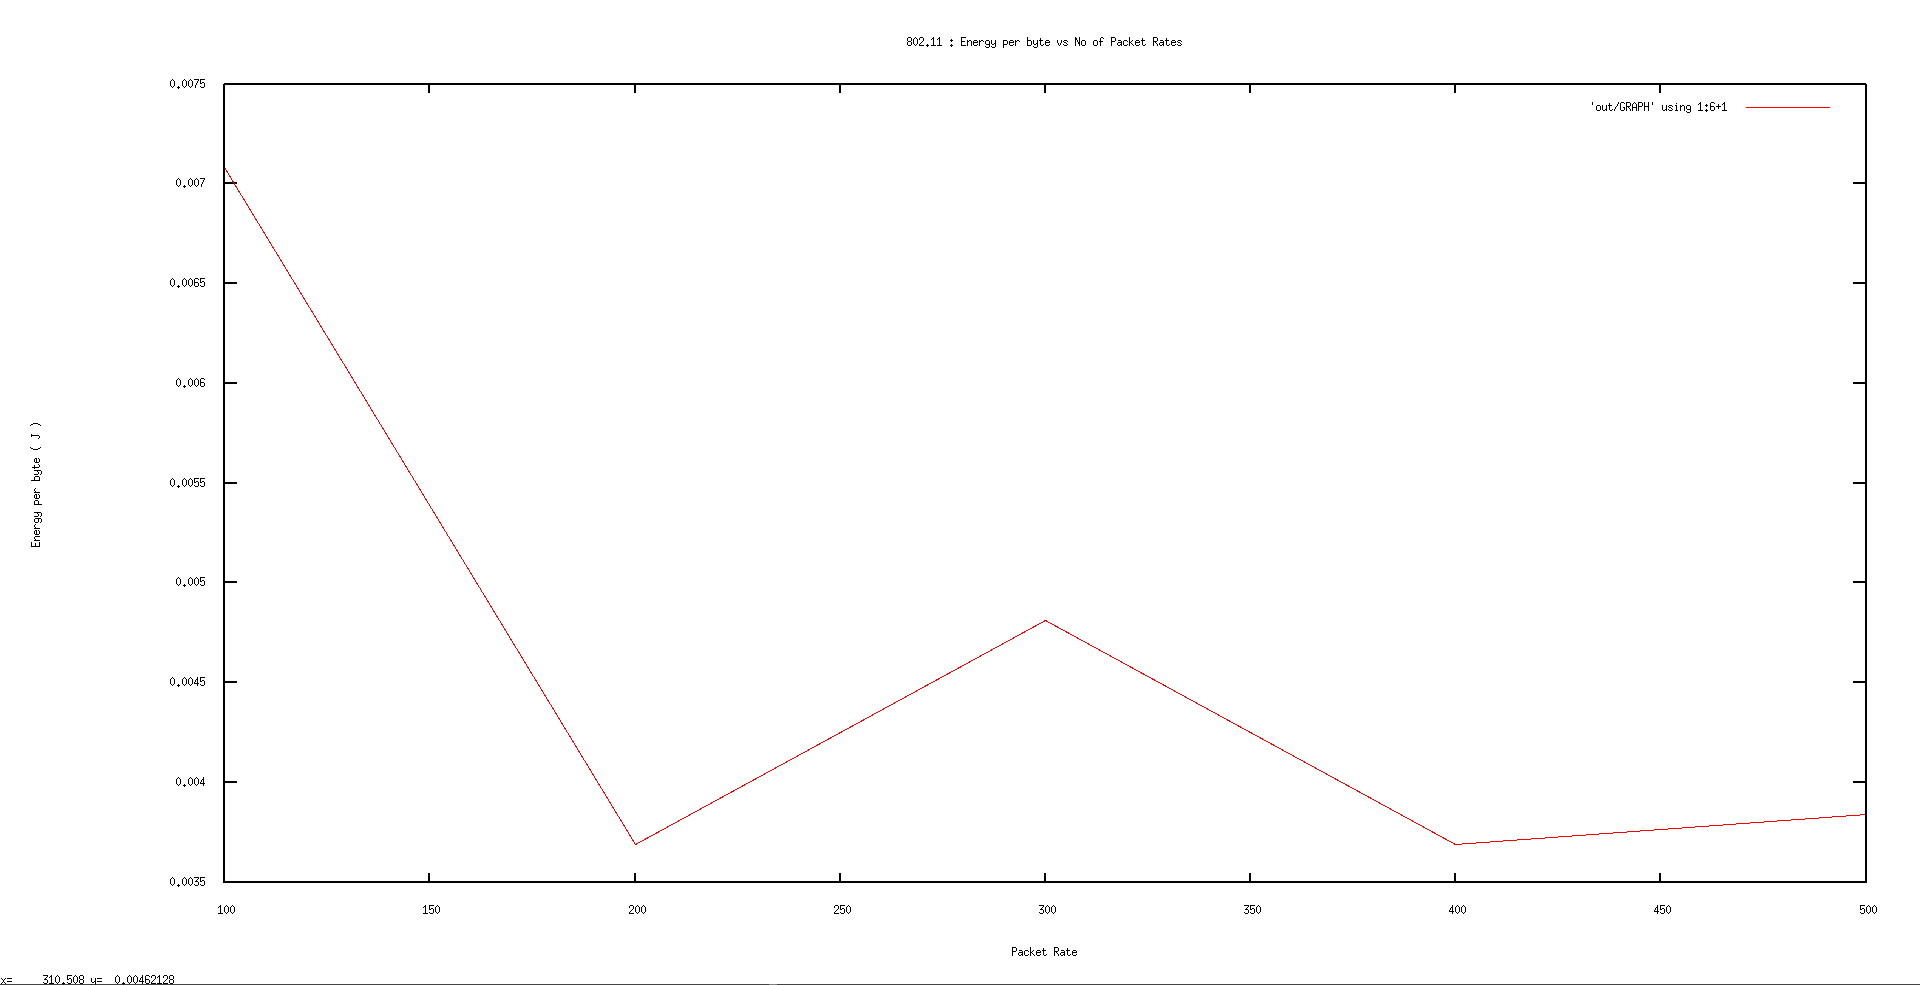 802.11 : Energy per byte vs No of Packet Rates
'out/GRAPH' using 1:6+1
0.0075
0.007
0.0065
0.006
0.0055
0.005
0.0045
0.004
0.0035
Energy per byte ( J )
100 150 200 250 300 350 400 450 500
Packet Rate
x= 310.508 y= 0.00462128